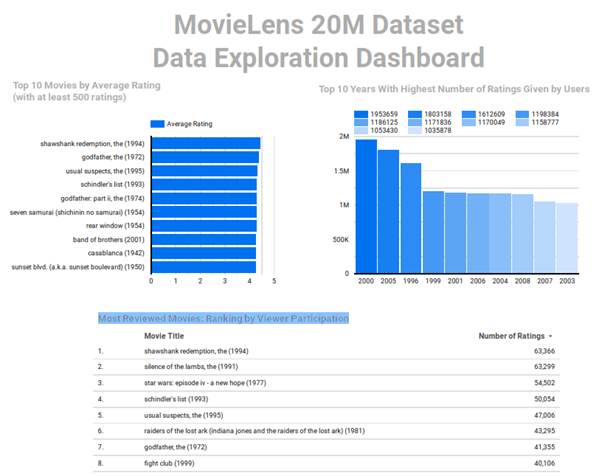 MovieLens 20M Dataset
Data Exploration Dashboard
Top 10 Movies by Average Rating
(with at least 500 ratings)
Average Rating
shawshank redemption, the (1994)
godfather, the (1972)
usual suspects, the (1995)
schindler's list (1993)
godfather: part ii, the (1974)
seven samurai (shichinin no samurai) (1954)
rear window (1954)
band of brothers (2001)
casablanca (1942)
sunset blvd. (a.k.a. sunset boulevard) (1950)
0 1 2 3 4 5
Top 10 Years With Highest Number of Ratings Given by Users
1953659 1803158 1612609 1198384
1186125 1171836 1170049 1158777
1053430 1035878
2M
1.5M
1M
500K
0
2000 2005 1996 1999 2001 2006 2004 2008 2007 2003
Most Reviewed Movies: Ranking by Viewer Participation
Movie Title Number of Ratings
1. shawshank redemption, the (1994) 63,366
2. silence of the lambs, the (1991) 63,299
3. star wars: episode iv - a new hope (1977) 54,502
4. schindler's list (1993) 50,054
5. usual suspects, the (1995) 47,006
6. raiders of the lost ark (indiana jones and the raiders of the lost ark) (1981) 43,295
7. godfather, the (1972) 41,355
8. fight club (1999) 40,106